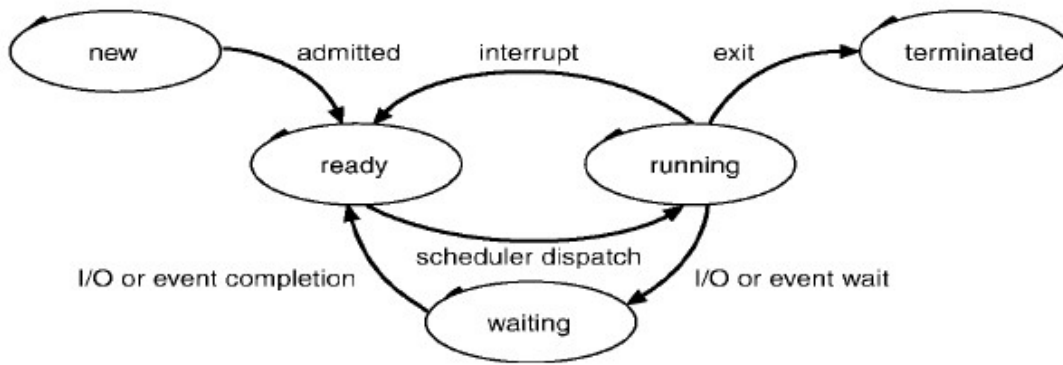 new
admitted
interrupt
exit
terminated
ready
running
scheduler dispatch
I/O or event completion
I/O or event wait
waiting